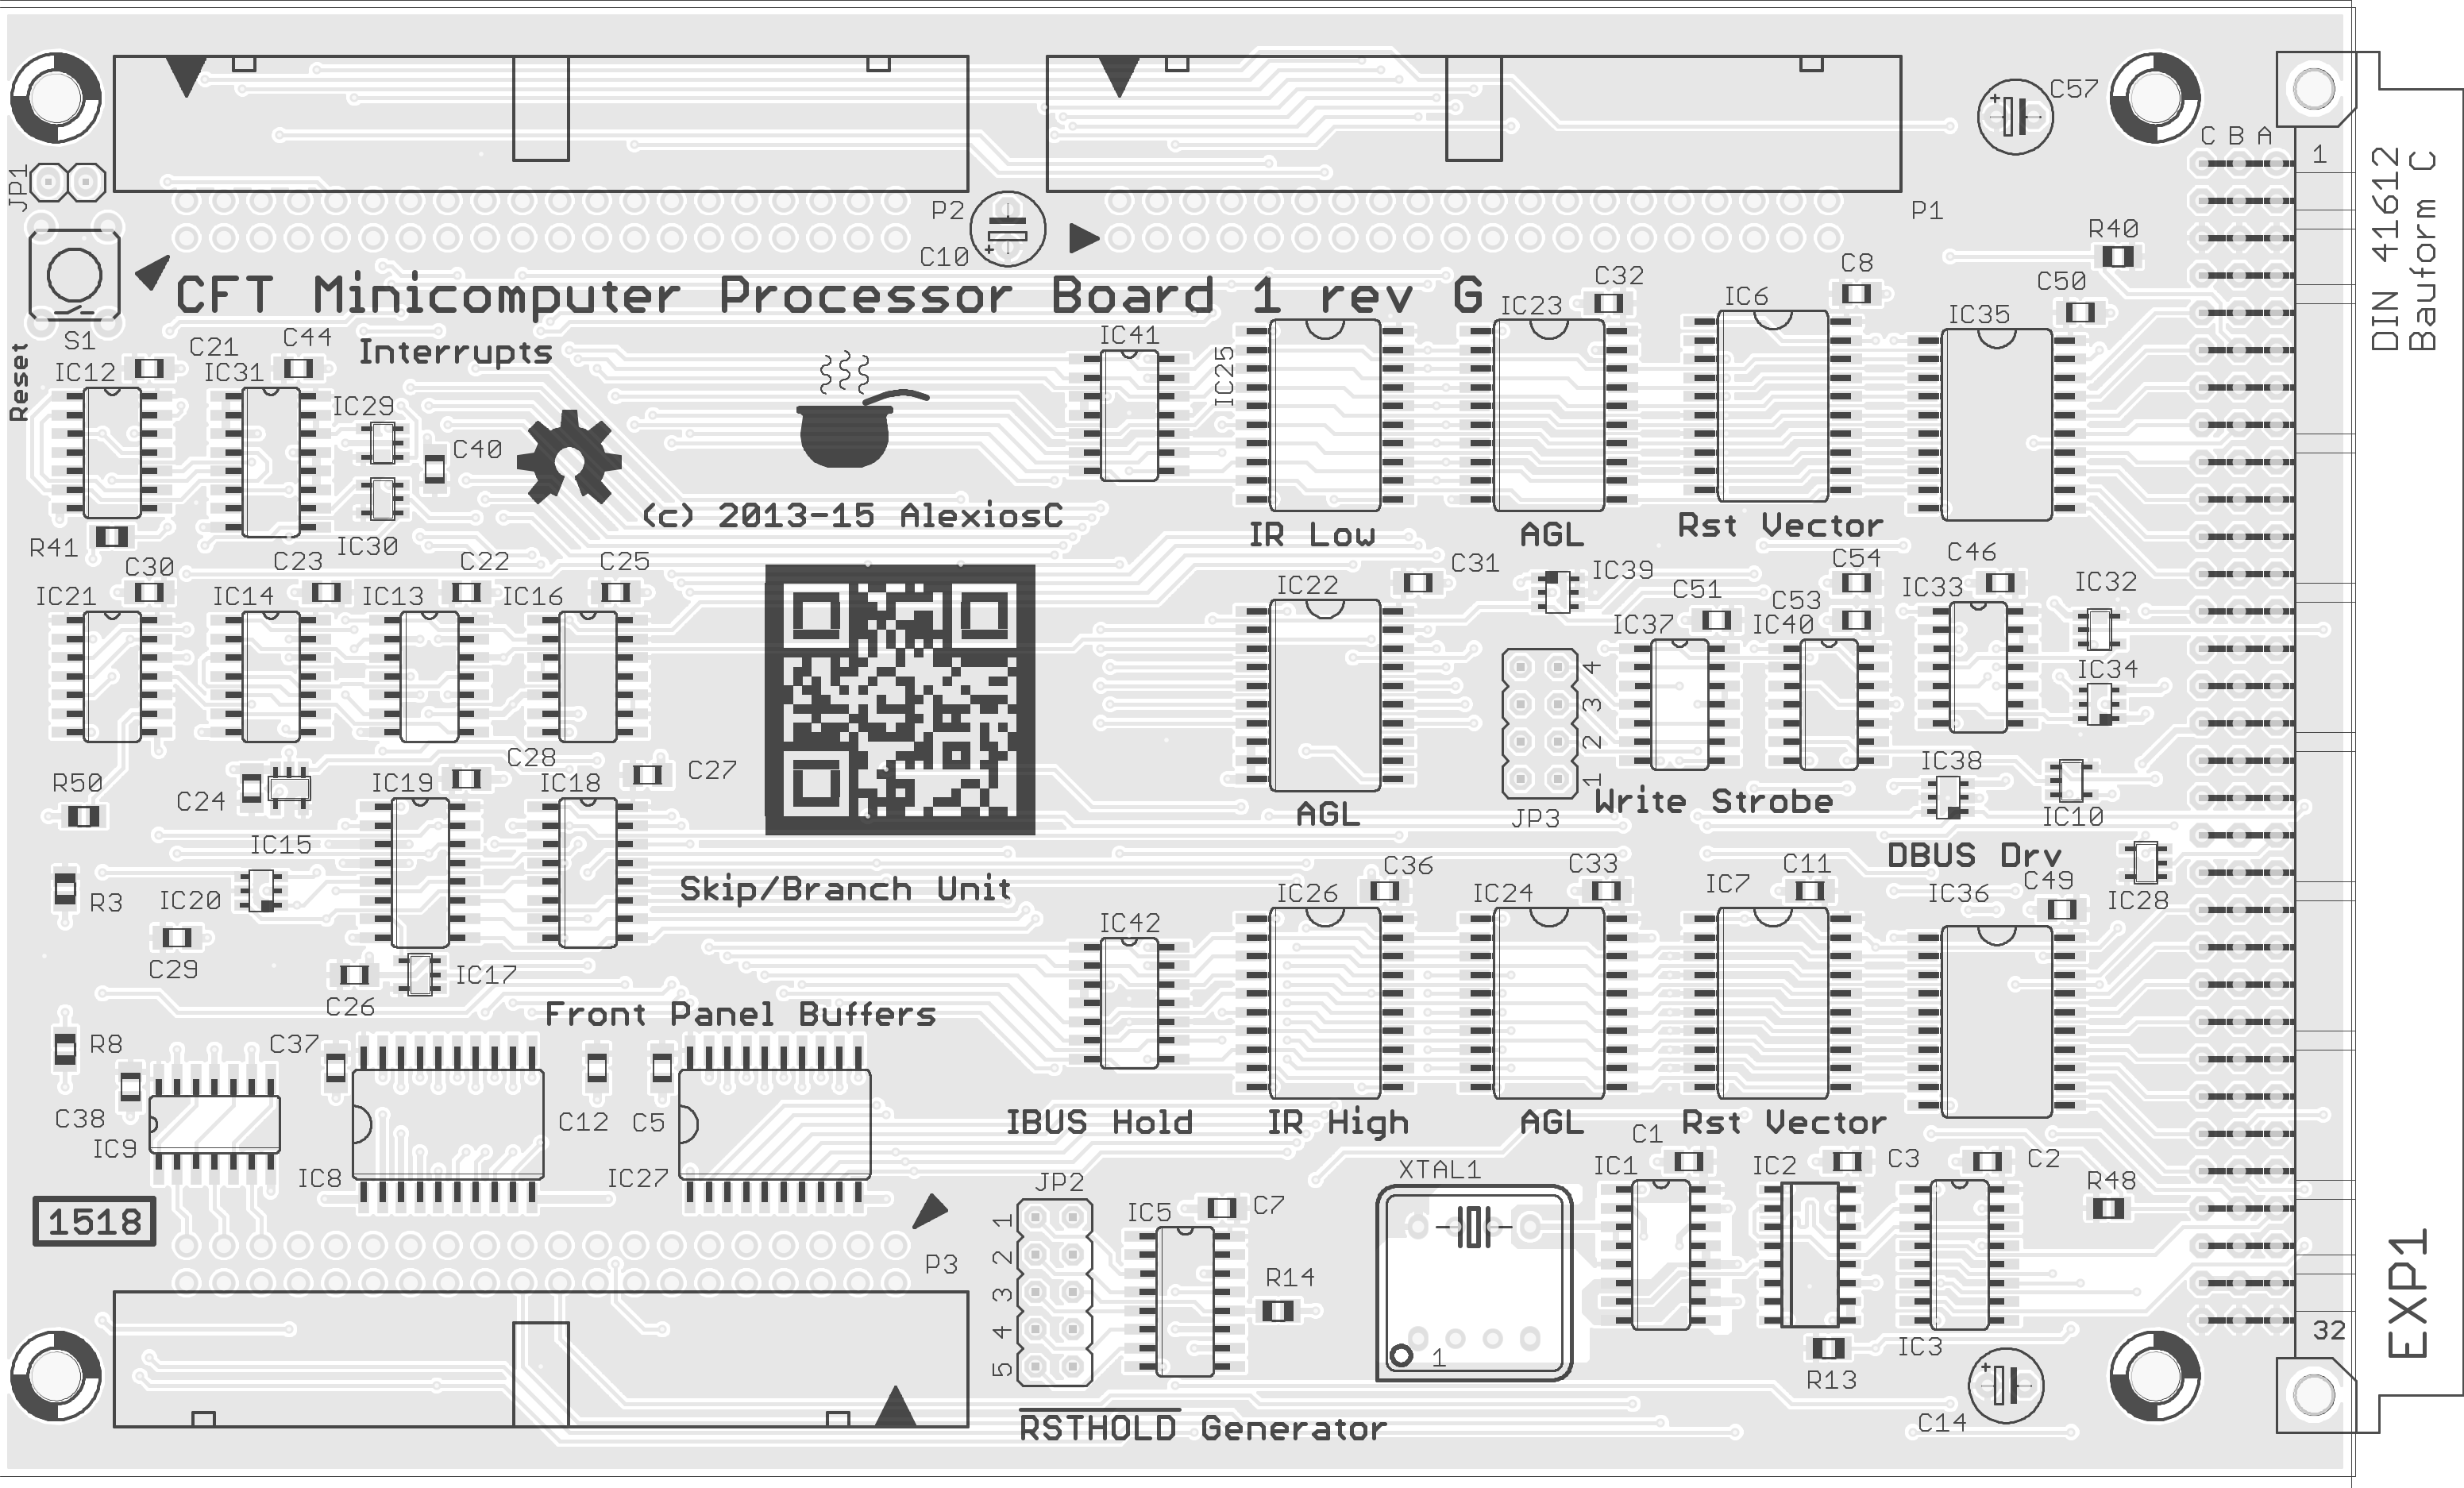 C57
C B A
1
DIN 41612
Bauform C
JP1
P2
P1
C10
R40
CFT Minicomputer Processor Board 1 rev G
C32
C8
C50
IC23
IC6
IC35
S1
Reset
C21
C44
Interrupts
IC41
IC25
IC12
IC31
IC29
C40
(c) 2013-15 AlexiosC
IR Low
AGL
Rst Vector
R41
IC30
C30
C23
C22
C25
C31
IC39
C54
C46
IC32
IC21
IC14
IC13
IC16
IC22
C51
C53
IC33
IC37
IC40
IC34
4
3
2
1
R50
C24
C28
IC19
IC18
C27
AGL
JP3
Write Strobe
IC38
IC10
IC15
DBUS Drv
R3
IC20
Skip/Branch Unit
C36
C33
C11
IC26
IC24
IC7
IC36
C49
IC28
C29
IC42
IC17
C26
Front Panel Buffers
R8
C37
C38
IC9
IC8
C12
C5
IC27
IBUS Hold
IR High
AGL
Rst Vector
C1
XTAL1
IC1
IC2
C3
C2
R48
1518
JP2
IC5
C7
1
2
3
4
5
P3
R14
1
R13
IC3
C14
32
EXP1
RSTHOLD Generator